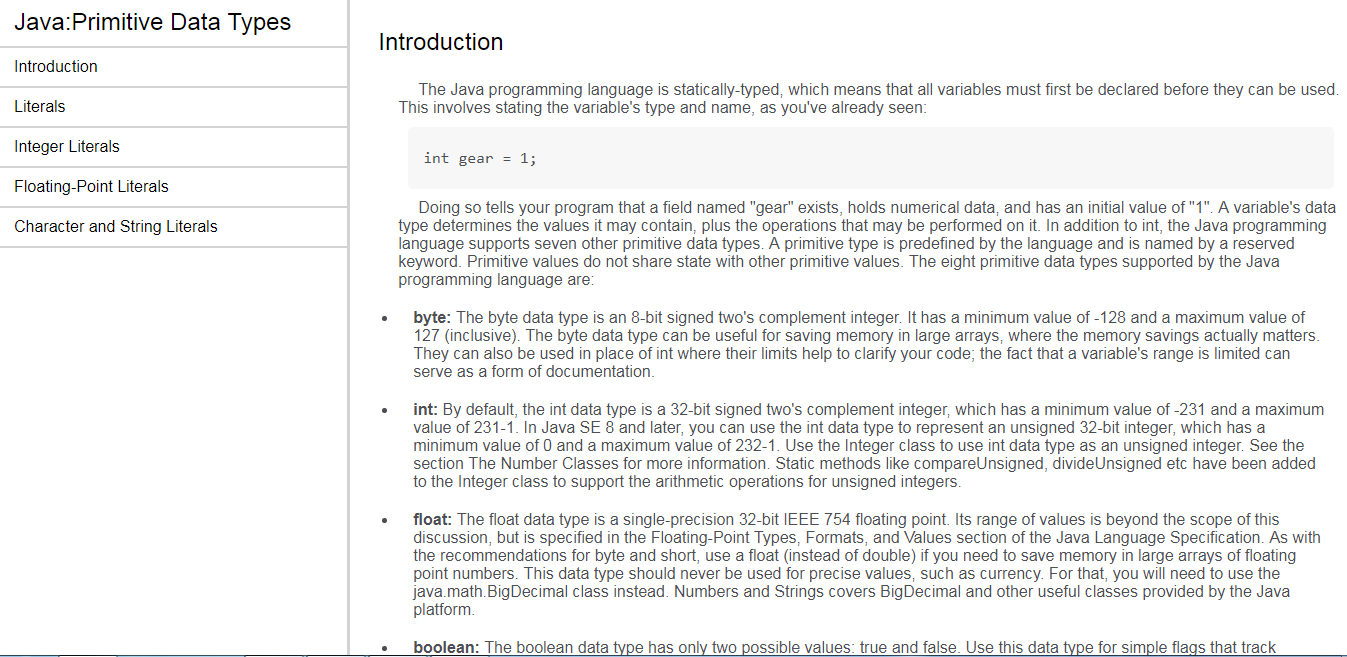 Java:Primitive Data Types
Introduction
Literals
Integer Literals
Floating-Point Literals
Character and String Literals
Introduction
The Java programming language is statically-typed, which means that all variables must first be declared before they can be used.
This involves stating the variable's type and name, as you've already seen:
int gear = 1;
Doing so tells your program that a field named "gear" exists, holds numerical data, and has an initial value of "1". A variable's data
type determines the values it may contain, plus the operations that may be performed on it. In addition to int, the Java programming
language supports seven other primitive data types. A primitive type is predefined by the language and is named by a reserved
keyword. Primitive values do not share state with other primitive values. The eight primitive data types supported by the Java
programming language are:
• byte: The byte data type is an 8-bit signed two's complement integer. It has a minimum value of -128 and a maximum value of
127 (inclusive). The byte data type can be useful for saving memory in large arrays, where the memory savings actually matters.
They can also be used in place of int where their limits help to clarify your code; the fact that a variable's range is limited can
serve as a form of documentation.
• int: By default, the int data type is a 32-bit signed two's complement integer, which has a minimum value of -231 and a maximum
value of 231-1. In Java SE 8 and later, you can use the int data type to represent an unsigned 32-bit integer, which has a
minimum value of 0 and a maximum value of 232-1. Use the Integer class to use int data type as an unsigned integer. See the
section The Number Classes for more information. Static methods like compareUnsigned, divideUnsigned etc have been added
to the Integer class to support the arithmetic operations for unsigned integers.
• float: The float data type is a single-precision 32-bit IEEE 754 floating point. Its range of values is beyond the scope of this
discussion, but is specified in the Floating-Point Types, Formats, and Values section of the Java Language Specification. As with
the recommendations for byte and short, use a float (instead of double) if you need to save memory in large arrays of floating
point numbers. This data type should never be used for precise values, such as currency. For that, you will need to use the
java.math.BigDecimal class instead. Numbers and Strings covers BigDecimal and other useful classes provided by the Java
platform.
• boolean: The boolean data type has only two possible values: true and false. Use this data type for simple flags that track